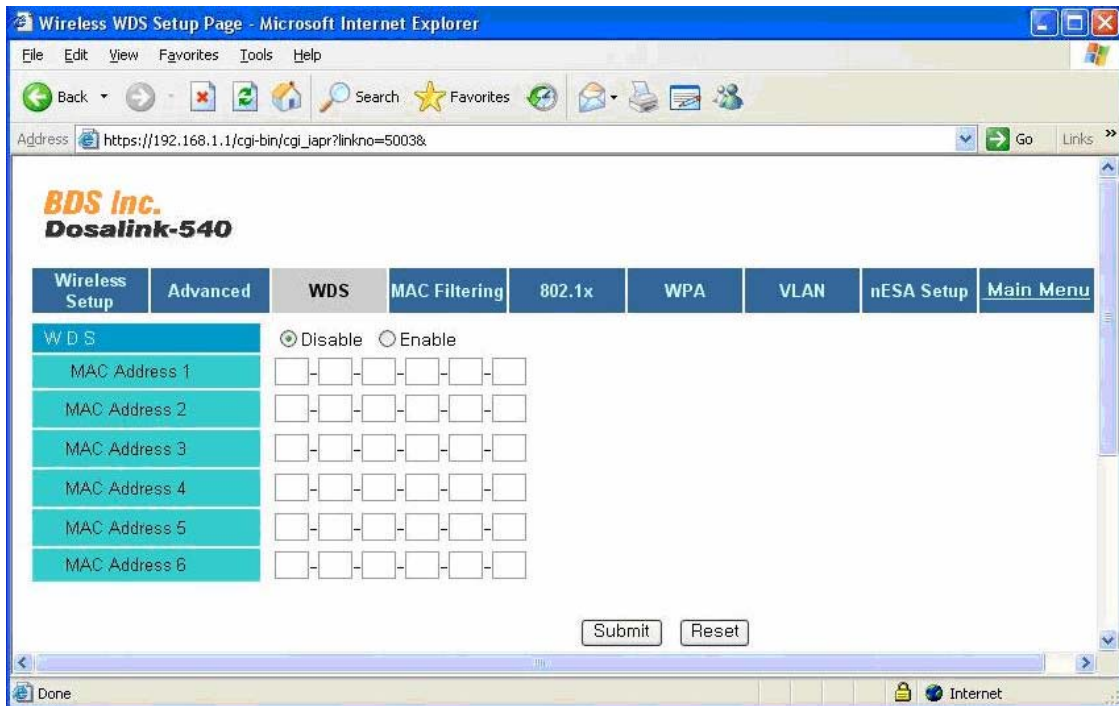 Wireless WDS Setup Page - Microsoft Internet Explorer
File Edit View Favorites Tools Help
Back Search Favorites
Address https://192.168.1.1/cgi-bin/cgi_iapr?linkno=5003& Go Links »
BDS Inc.
Dosalink-540
Wireless Setup Advanced WDS MAC Filtering 802.1x WPA VLAN nESA Setup Main Menu
WDS Disable Enable
MAC Address 1 - - - - -
MAC Address 2 - - - - -
MAC Address 3 - - - - -
MAC Address 4 - - - - -
MAC Address 5 - - - - -
MAC Address 6 - - - - -
Submit Reset
Done Internet